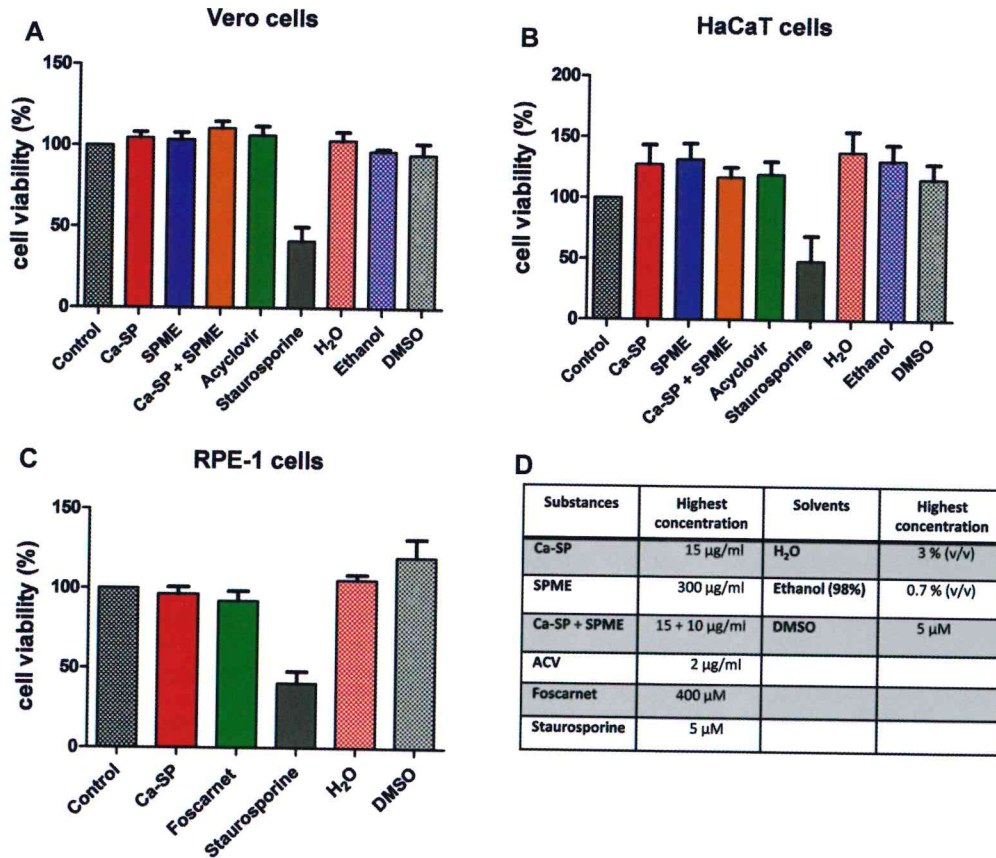 A
Vero cells
cell viability (%)
150
100
50
0
Control
Ca-SP
SPME
Ca-SP + SPME
Acyclovir
Staurosporine
H₂O
Ethanol
DMSO
B
HaCaT cells
cell viability (%)
200
150
100
50
0
Control
Ca-SP
SPME
Ca-SP + SPME
Acyclovir
Staurosporine
H₂O
Ethanol
DMSO
C
RPE-1 cells
cell viability (%)
150
100
50
0
Control
Ca-SP
Foscarnet
Staurosporine
H₂O
DMSO
D
Substances Highest concentration Solvents Highest concentration
Ca-SP 15 µg/ml H₂O 3 % (v/v)
SPME 300 µg/ml Ethanol (98%) 0.7 % (v/v)
Ca-SP + SPME 15 + 10 µg/ml DMSO 5 µM
ACV 2 µg/ml
Foscarnet 400 µM
Staurosporine 5 µM